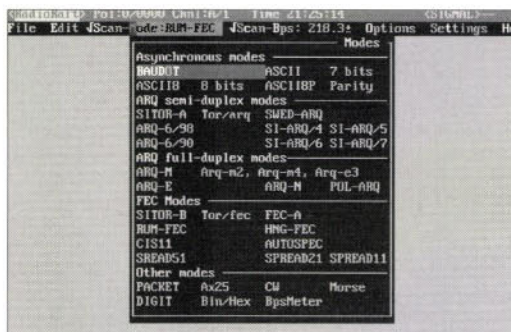 <RadioRaft> Pol:0/0000 Chnl:A/1 Time 21:25:14 <SIGNAL>
File Edit √Scan ode:RUM-FEC √Scan-Bps: 218.3 Options Settings H
Modes
Asynchronous modes
BAUDOT ASCII 7 bits
ASCII8 8 bits ASCII8P Parity
ARQ semi-duplex modes
SITOR-A Tor/arq SWED-ARQ
ARQ-6/98 SI-ARQ/4 SI-ARQ/5
ARQ-6/90 SI-ARQ/6 SI-ARQ/7
ARQ full-duplex modes
ARQ-M Arq-m2, Arq-m4, Arq-e3
ARQ-E ARQ-N POL-ARQ
FEC Modes
SITOR-B Tor/fec FEC-A
RUM-FEC HNG-FEC
CIS11 AUTOSPEC
SREAD51 SPREAD21 SPREAD11
Other modes
PACKET Ax25 CW Morse
DIGIT Bin/Hex BpsMeter